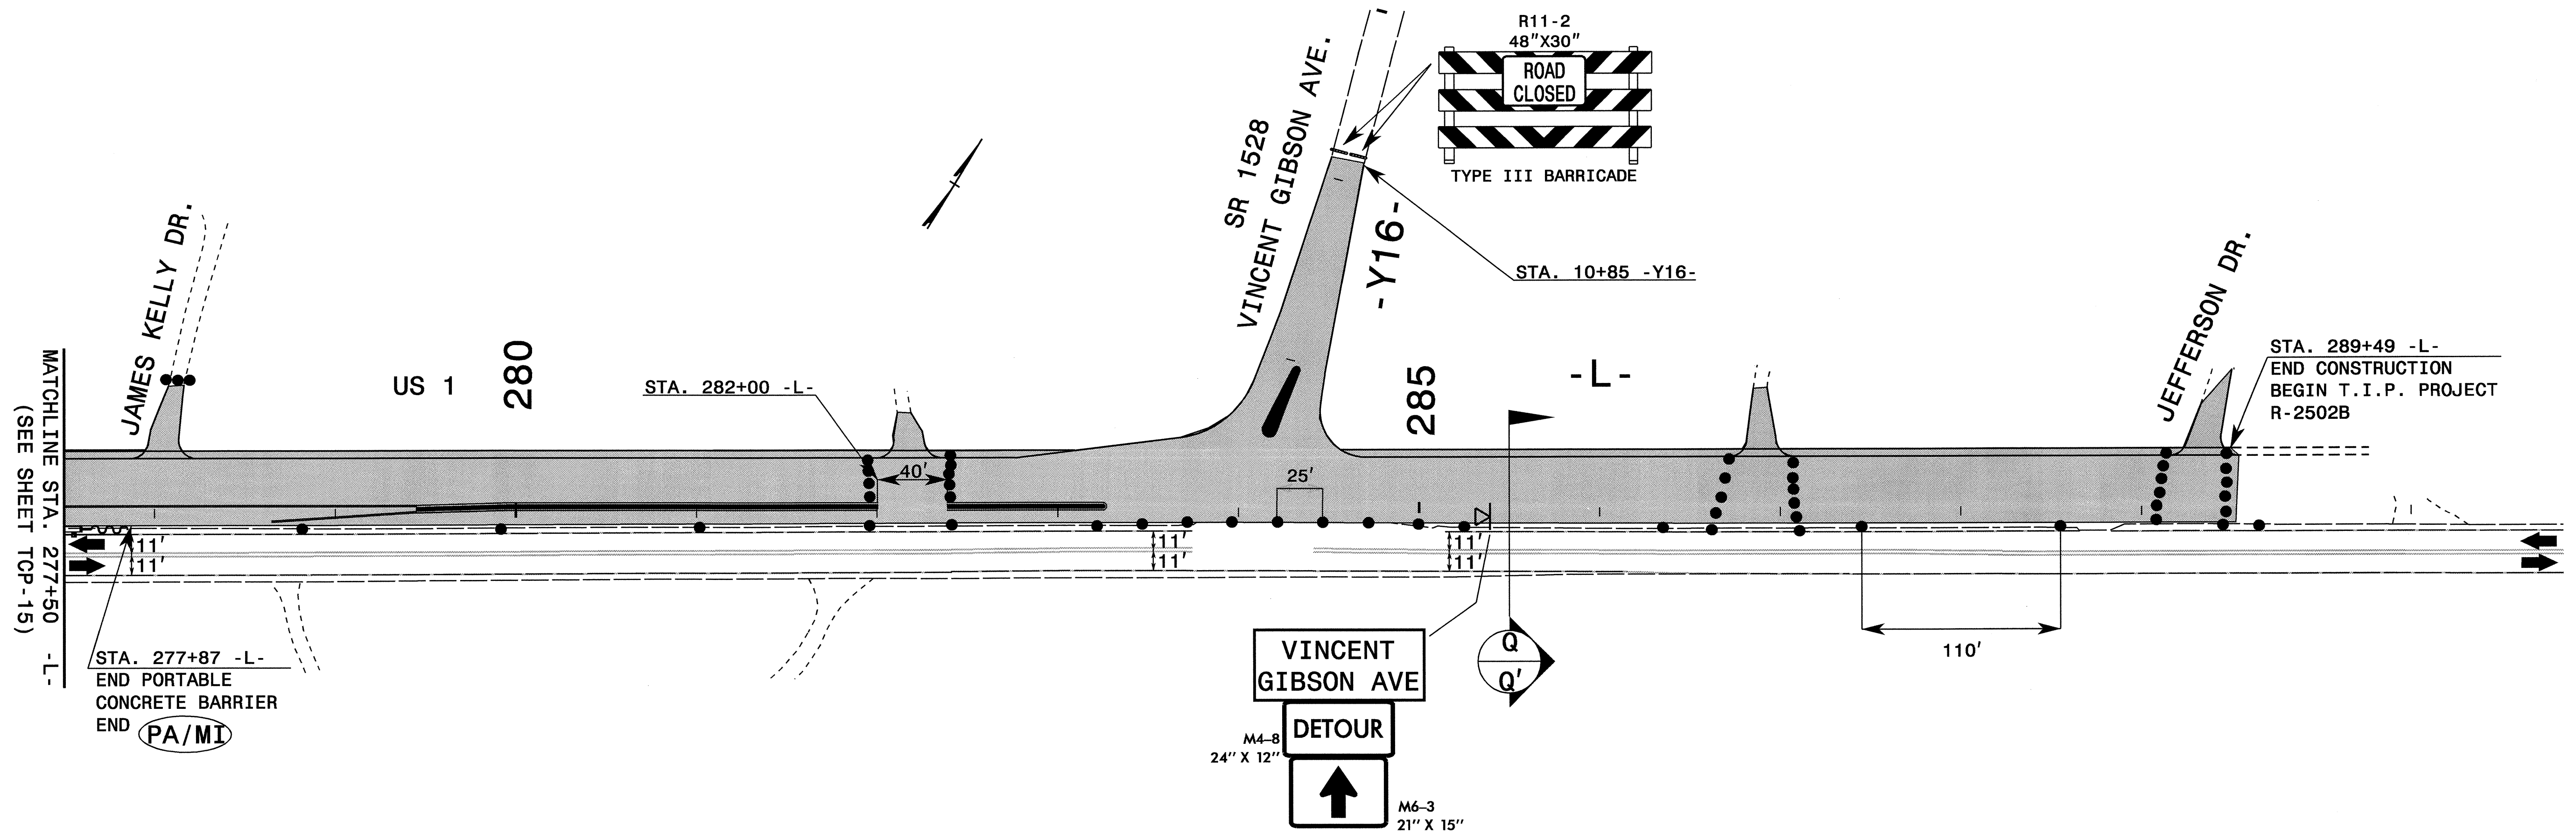 R11-2
48"X30"
ROAD
CLOSED
TYPE III BARRICADE
SR 1528
VINCENT GIBSON AVE.
-Y16-
STA. 10+85 -Y16-
JAMES KELLY DR.
US 1
280
STA. 282+00 -L-
40'
25'
285
-L-
JEFFERSON DR.
STA. 289+49 -L-
END CONSTRUCTION
BEGIN T.I.P. PROJECT
R-2502B
MATCHLINE STA. 277+50 -L-
(SEE SHEET TCP-15)
11'
11'
11'
11'
11'
11'
110'
STA. 277+87 -L-
END PORTABLE
CONCRETE BARRIER
END PA/MI
VINCENT
GIBSON AVE
DETOUR
M4-8
24" X 12"
M6-3
21" X 15"
Q
Q'